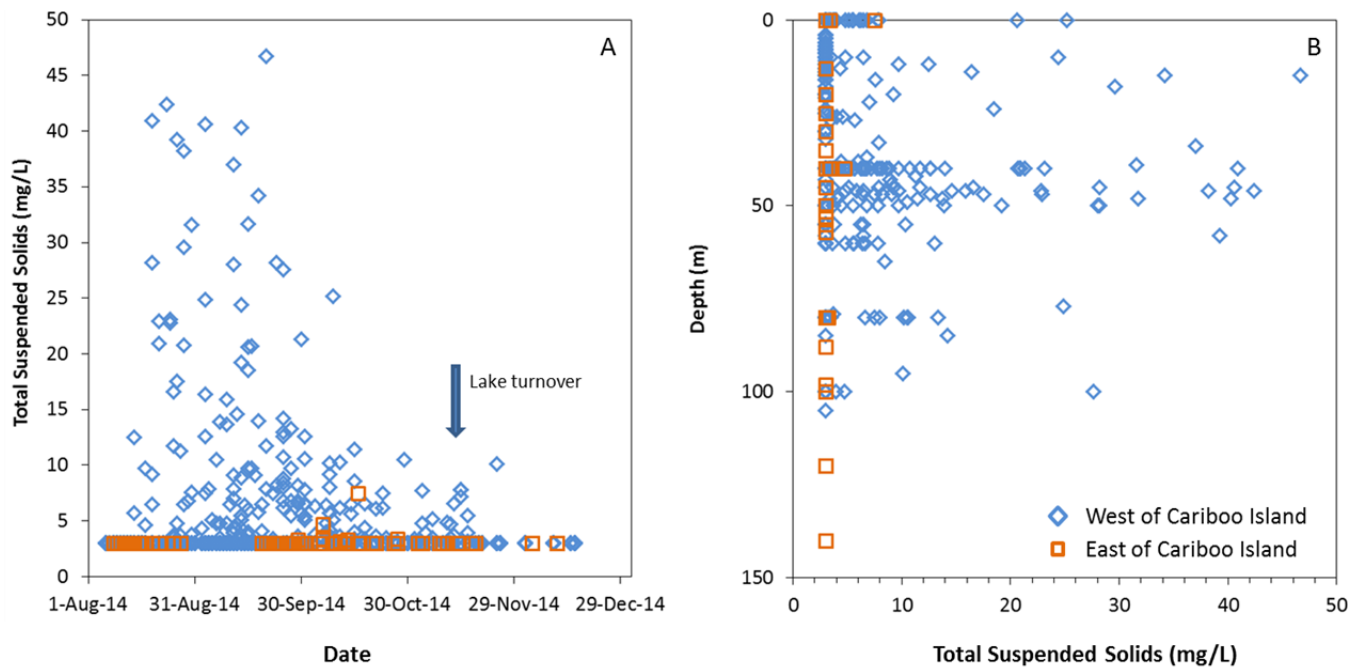 A
Total Suspended Solids (mg/L)
50
45
40
35
30
25
20
15
10
5
0
Lake turnover
1-Aug-14 31-Aug-14 30-Sep-14 30-Oct-14 29-Nov-14 29-Dec-14
Date
B
Depth (m)
0
50
100
150
West of Cariboo Island
East of Cariboo Island
0 10 20 30 40 50
Total Suspended Solids (mg/L)